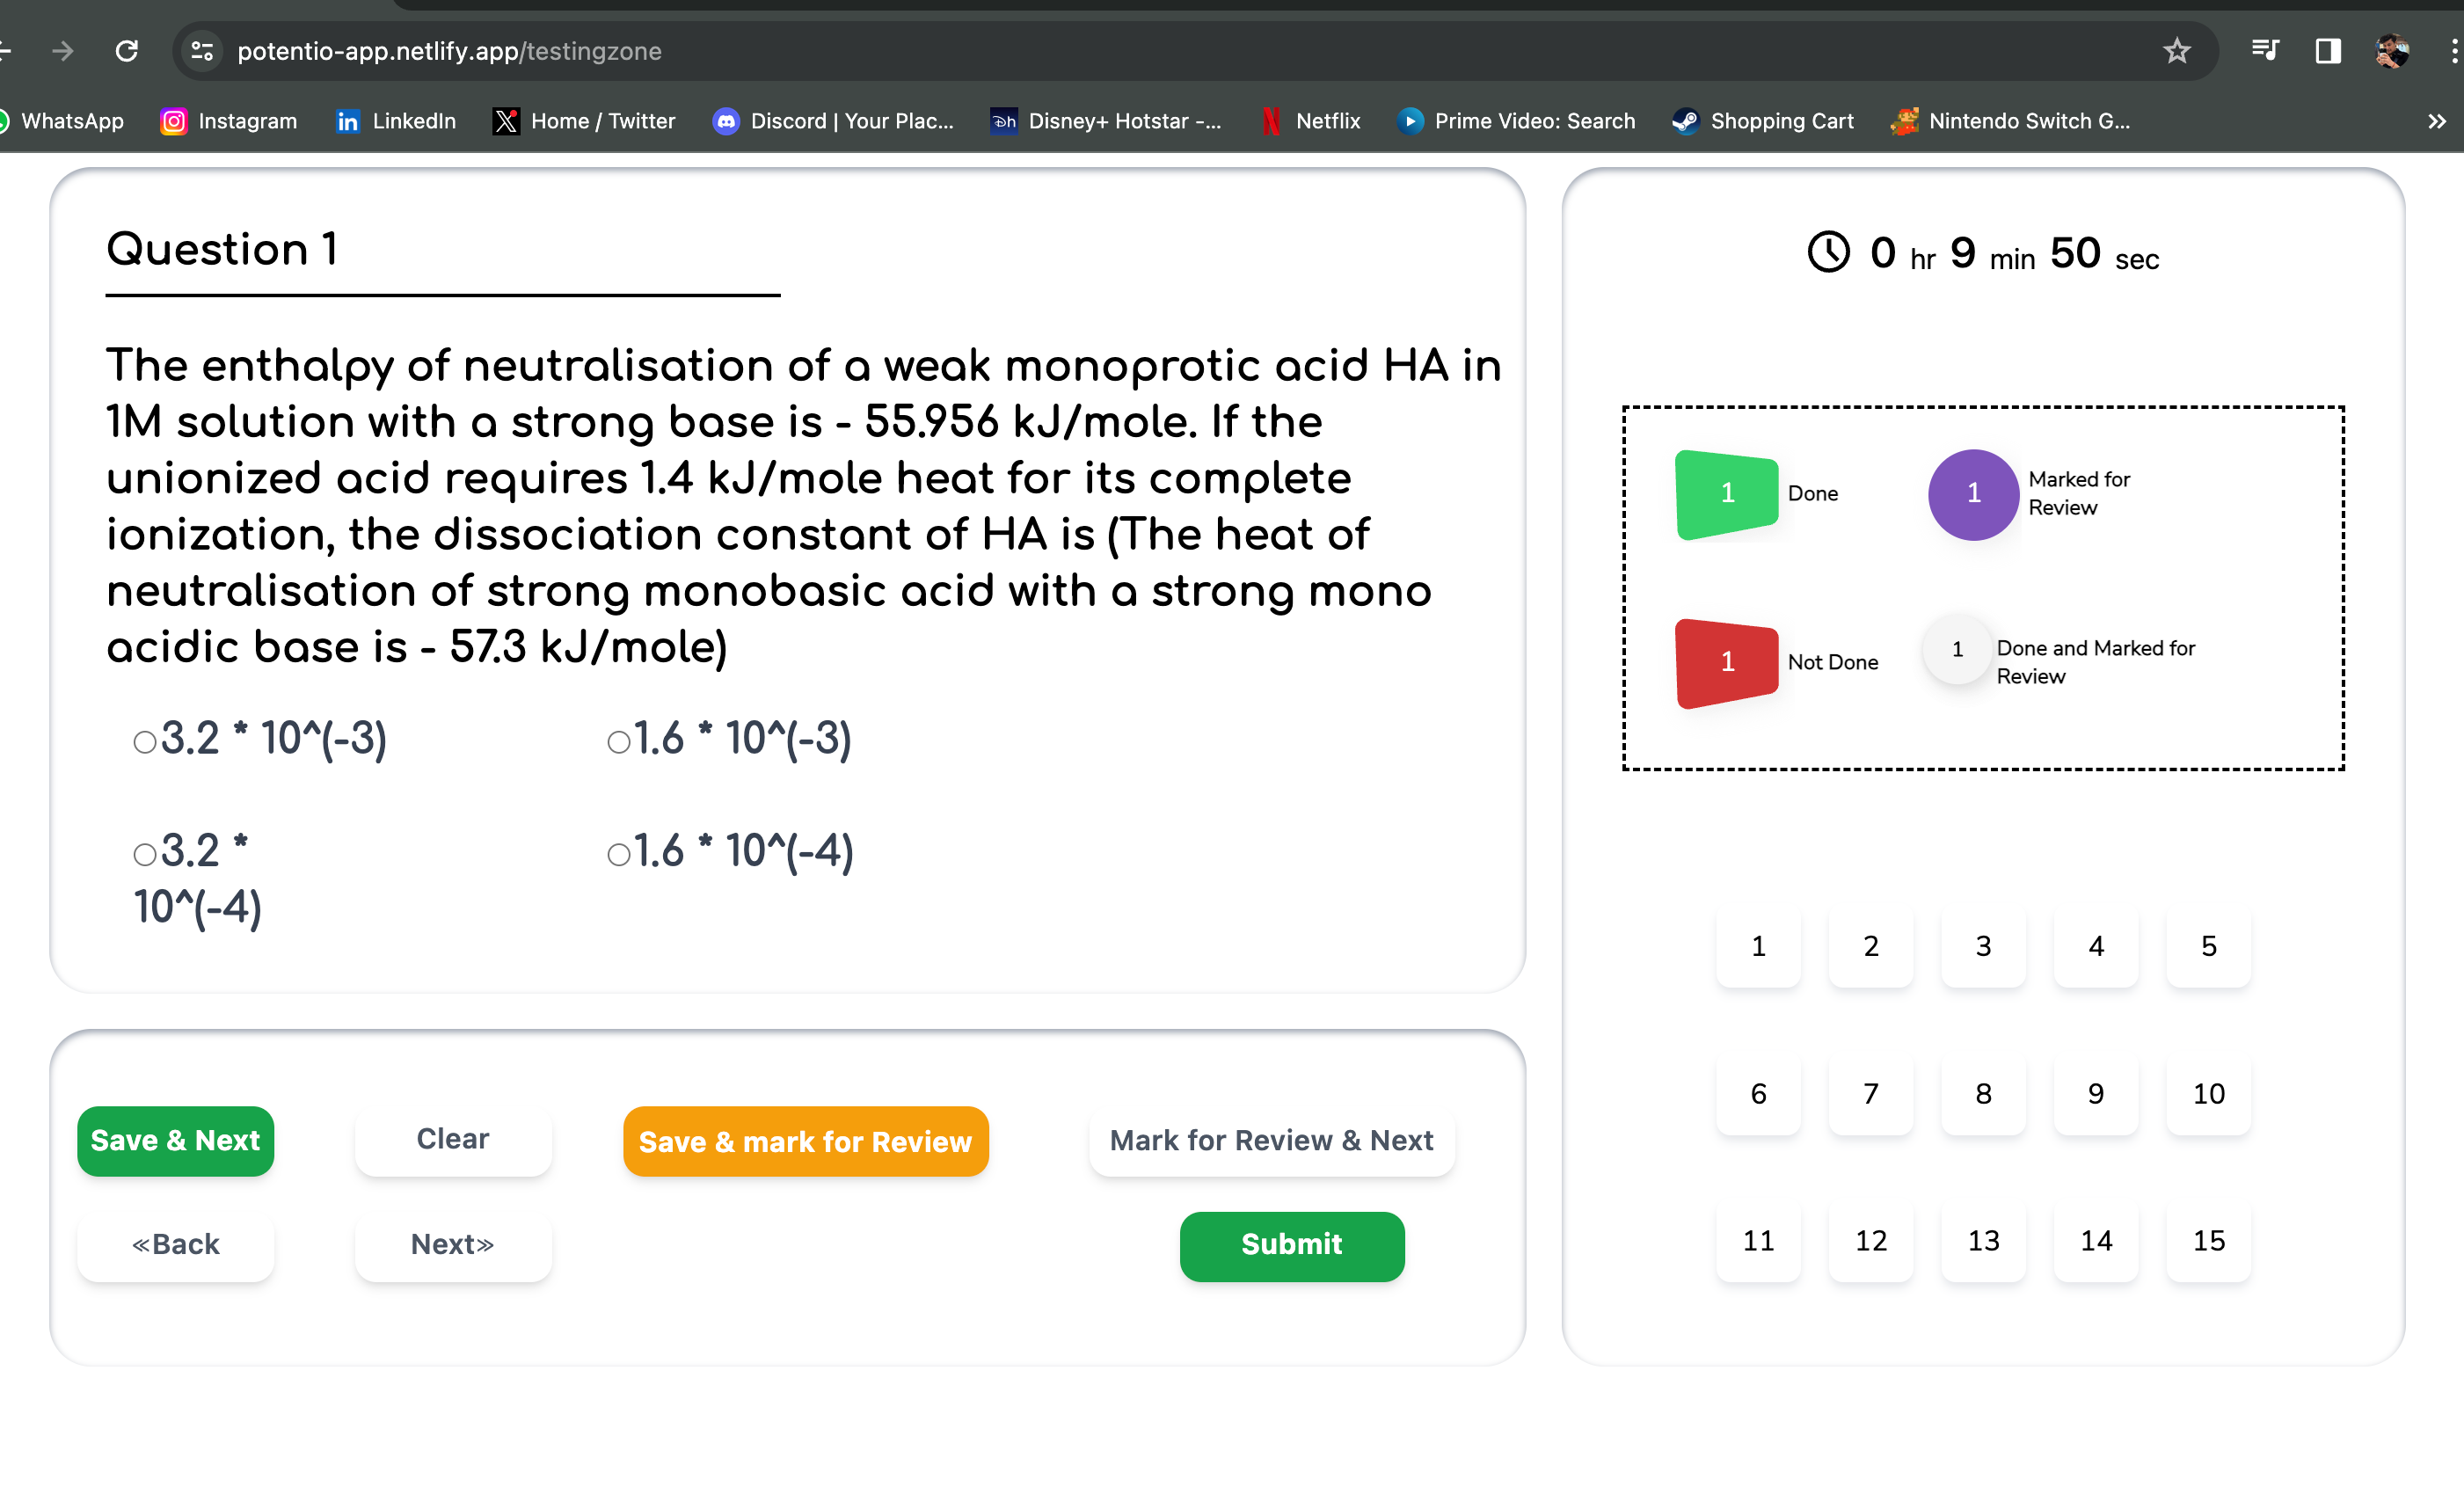 potentio-app.netlify.app/testingzone
WhatsApp Instagram LinkedIn Home / Twitter Discord | Your Plac... Disney+ Hotstar -... Netflix Prime Video: Search Shopping Cart Nintendo Switch G...
Question 1
The enthalpy of neutralisation of a weak monoprotic acid HA in
1M solution with a strong base is - 55.956 kJ/mole. If the
unionized acid requires 1.4 kJ/mole heat for its complete
ionization, the dissociation constant of HA is (The heat of
neutralisation of strong monobasic acid with a strong mono
acidic base is - 57.3 kJ/mole)
3.2 * 10^(-3) 1.6 * 10^(-3)
3.2 * 1.6 * 10^(-4)
10^(-4)
Save & Next Clear Save & mark for Review Mark for Review & Next
«Back Next» Submit
0 hr 9 min 50 sec
1 Done 1 Marked for
Review
1 Not Done 1 Done and Marked for
Review
1 2 3 4 5
6 7 8 9 10
11 12 13 14 15